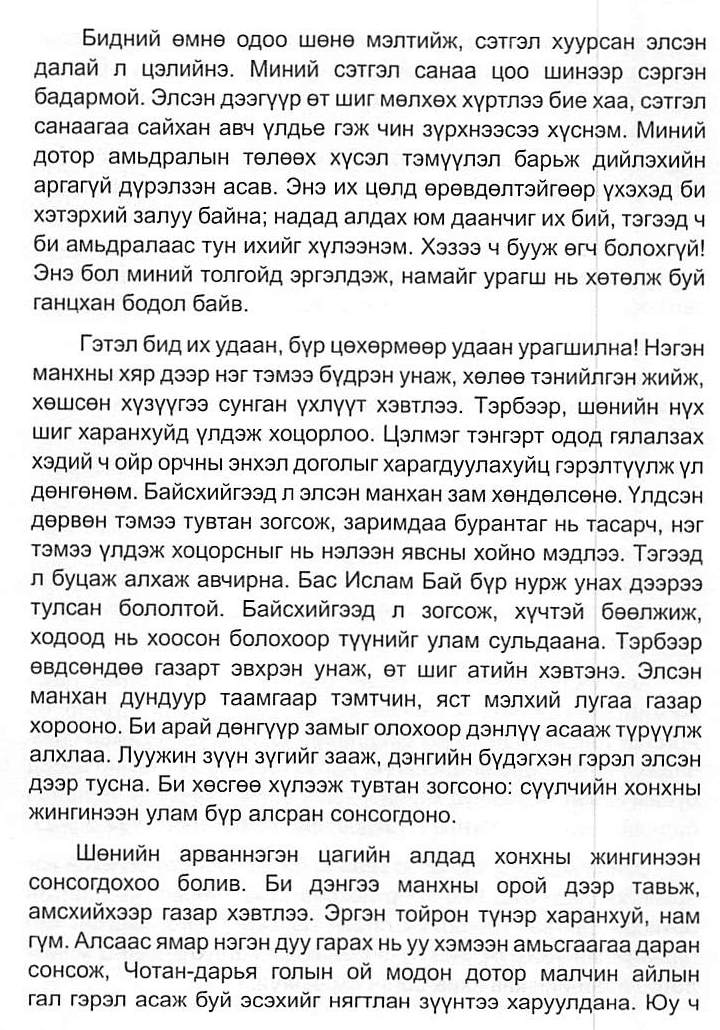 Бидний өмнө одоо шөнө мэлтийж, сэтгэл хуурсан элсэн
далай л цэлийнэ. Миний сэтгэл санаа цоо шинээр сэргэн
бадармой. Элсэн дээгүүр өт шиг мөлхөх хүртлээ бие хаа, сэтгэл
санаагаа сайхан авч үлдье гэж чин зүрхнээсээ хүснэм. Миний
дотор амьдралын төлөөх хүсэл тэмүүлэл барьж дийлэхийн
аргагүй дүрэлзэн асав. Энэ их цөлд өрөвдөлтэйгөөр үхэхэд би
хэтэрхий залуу байна; надад алдах юм даанчиг их бий, тэгээд ч
би амьдралаас тун ихийг хүлээнэм. Хэзээ ч бууж өгч болохгүй!
Энэ бол миний толгойд эргэлдэж, намайг урагш нь хөтөлж буй
ганцхан бодол байв.
Гэтэл бид их удаан, бүр цөхөрмөөр удаан урагшилна! Нэгэн
манхны хяр дээр нэг тэмээ бүдрэн унаж, хөлөө тэнийлгэн жийж,
хөшсөн хүзүүгээ сунган үхлүүт хэвтлээ. Тэрбээр, шөнийн нүх
шиг харанхуйд үлдэж хоцорлоо. Цэлмэг тэнгэрт одод гялалзах
хэдий ч ойр орчны энхэл доголыг харагдуулахуйц гэрэлтүүлж үл
дөнгөнөм. Байсхийгээд л элсэн манхан зам хөндөлсөнө. Үлдсэн
дөрвөн тэмээ тувтан зогсож, заримдаа бурантаг нь тасарч, нэг
тэмээ үлдэж хоцорсныг нь нэлээн явсны хойно мэдлээ. Тэгээд
л буцаж алхаж авчирна. Бас Ислам Бай бүр нурж унах дээрээ
тулсан бололтой. Байсхийгээд л зогсож, хүчтэй бөөлжиж,
ходоод нь хоосон болохоор түүнийг улам сульдаана. Тэрбээр
өвдсөндөө газарт эвхрэн унаж, өт шиг атийн хэвтэнэ. Элсэн
манхан дундуур таамгаар тэмтчин, яст мэлхий лугаа газар
хорооно. Би арай дөнгүүр замыг олохоор дэнлүү асааж түрүүлж
алхлаа. Луужин зүүн зүгийг зааж, дэнгийн бүдэгхэн гэрэл элсэн
дээр тусна. Би хөсгөө хүлээж тувтан зогсоно: сүүлчийн хонхны
жингинээн улам бүр алсран сонсогдоно.
Шөнийн арваннэгэн цагийн алдад хонхны жингинээн
сонсогдохоо болив. Би дэнгээ манхны орой дээр тавьж,
амсхийхээр газар хэвтлээ. Эргэн тойрон түнэр харанхуй, нам
гүм. Алсаас ямар нэгэн дуу гарах нь уу хэмээн амьсгаагаа даран
сонсож, Чотан-дарья голын ой модон дотор малчин айлын
гал гэрэл асаж буй эсэхийг нягтлан зүүнтээ харуулдана. Юу ч